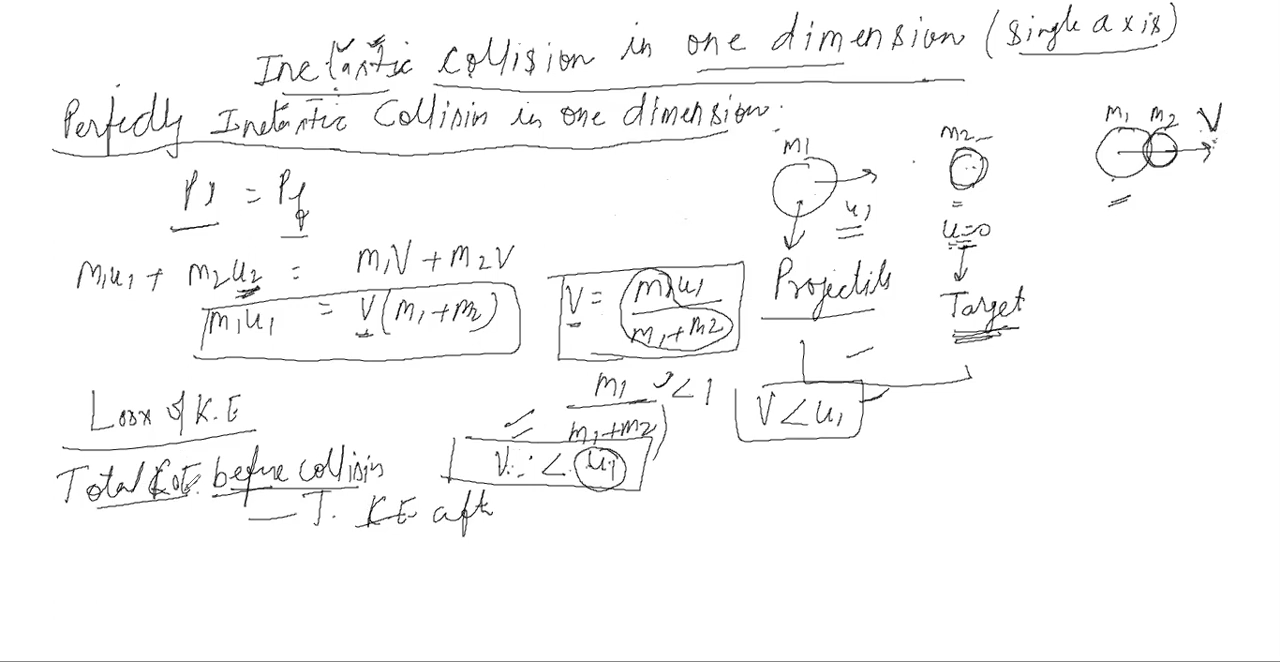 Inelastic collision in one dimension (single axis)
Perfectly Inelastic Collision in one dimension.
m1 m2 m1 m2 V
Pi = Pf
u1 u=0
m1u1 + m2u2 = m1V + m2V
m1u1 = V(m1+m2)
V = m1u1 / m1+m2
Projectile Target
m1 / m1+m2 < 1
V < u1
V < u1
Loss of K.E
Total K.E. before collision
— T. KE aft